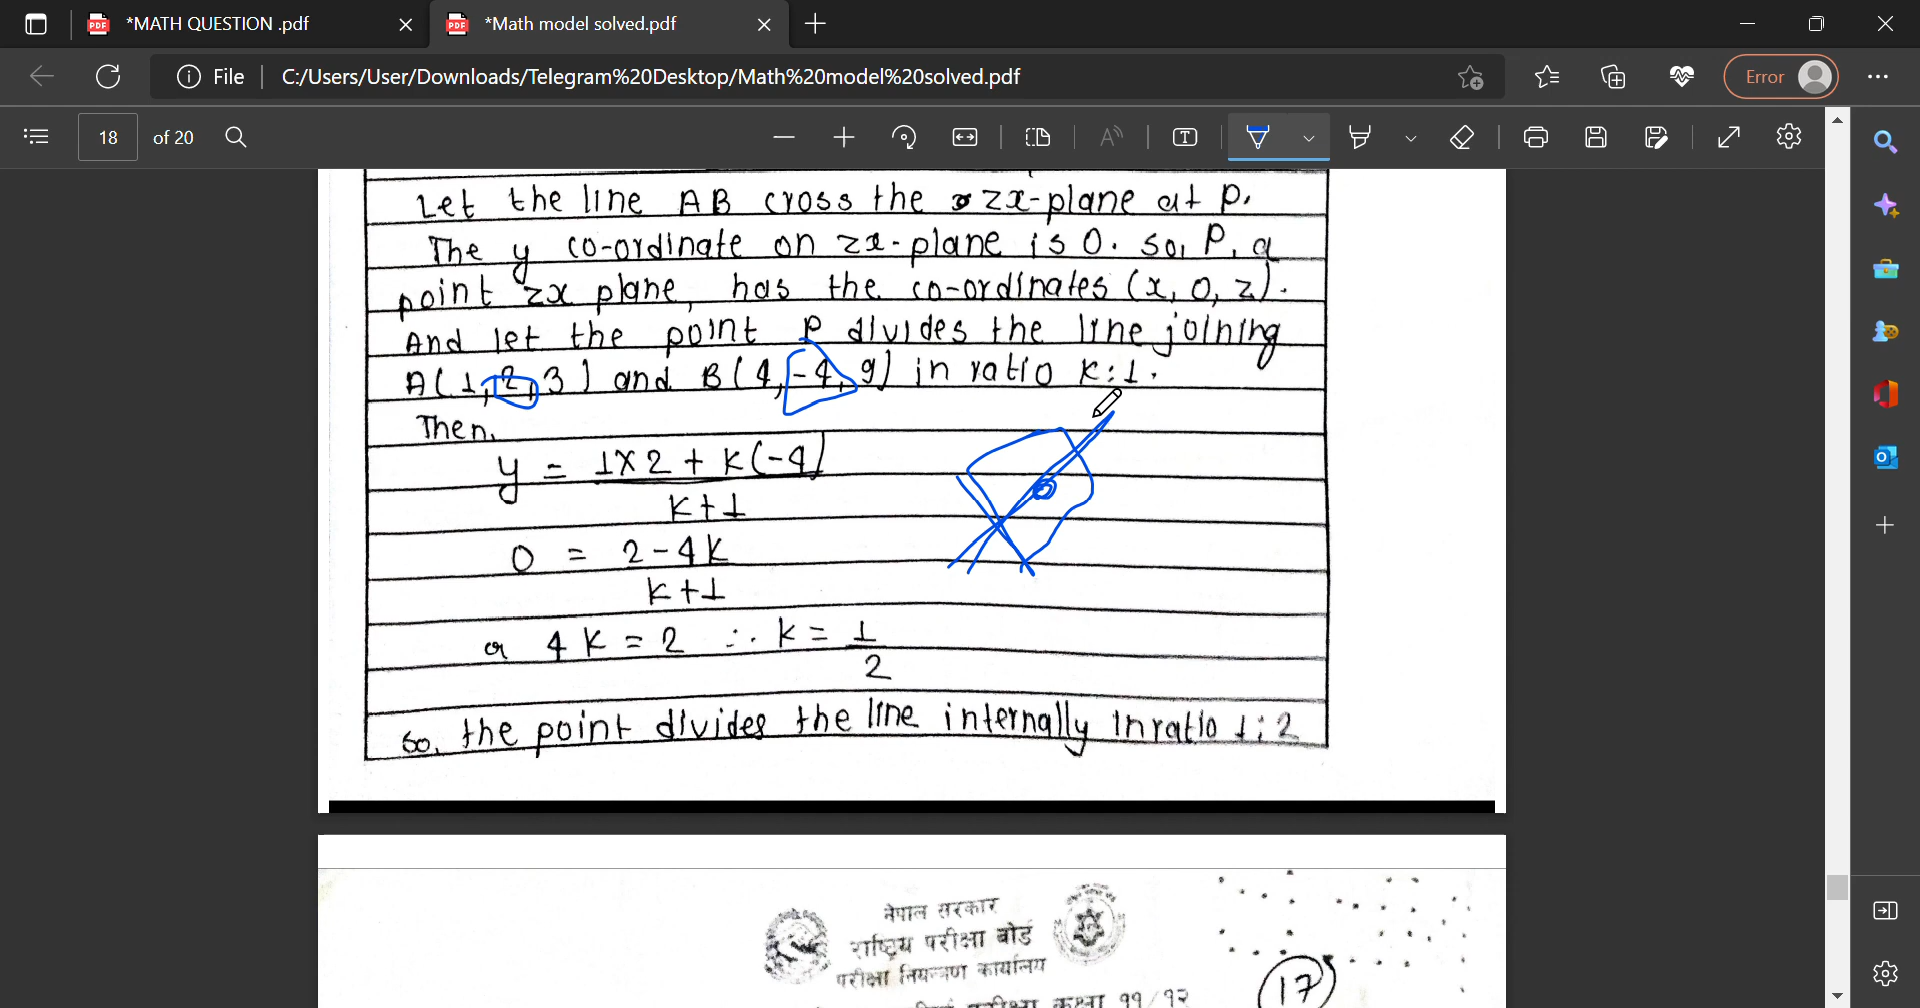 *MATH QUESTION .pdf
*Math model solved.pdf
File
C:/Users/User/Downloads/Telegram%20Desktop/Math%20model%20solved.pdf
Error
18 of 20
Let the line AB cross the zx-plane at P.
The y co-ordinate on zx-plane is 0. so, P, a
point zx plane, has the co-ordinates (x, 0, z).
And let the point P divides the line joining
A(1, 2, 3) and B(4, -4, 9) in ratio K:1.
Then,
y = 1X2 + K(-4)
K+1
0 = 2-4K
K+1
or 4K = 2 ∴ K = 1
2
so, the point divides the line internally in ratio 1:2
नेपाल सरकार
राष्ट्रिय परीक्षा बोर्ड
परीक्षा नियन्त्रण कार्यालय
परीक्षा कक्षा ११/१२
17